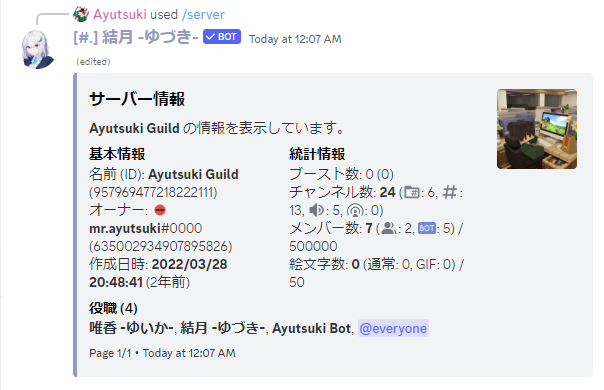 Ayutsuki used /server
[#.] 結月 -ゆづき- BOT Today at 12:07 AM
(edited)
サーバー情報
Ayutsuki Guild の情報を表示しています。
基本情報
名前 (ID): Ayutsuki Guild
(957969477218222111)
オーナー:
mr.ayutsuki#0000
(635002934907895826)
作成日時: 2022/03/28
20:48:41 (2年前)
統計情報
ブースト数: 0 (0)
チャンネル数: 24 ( : 6, # :
13, : 5, : 0)
メンバー数: 7 ( : 2, BOT : 5) /
500000
絵文字数: 0 (通常: 0, GIF: 0) /
50
役職 (4)
唯香 -ゆいか-, 結月 -ゆづき-, Ayutsuki Bot, @everyone
Page 1/1 • Today at 12:07 AM